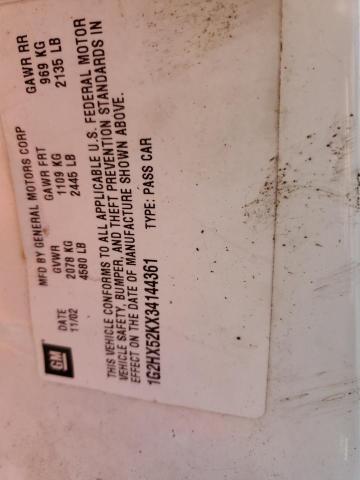 GM
MFD BY GENERAL MOTORS CORP
DATE GVWR GAWR FRT GAWR RR
11/02 2078 KG 1109 KG 969 KG
4580 LB 2445 LB 2135 LB
THIS VEHICLE CONFORMS TO ALL APPLICABLE U.S. FEDERAL MOTOR
VEHICLE SAFETY, BUMPER, AND THEFT PREVENTION STANDARDS IN
EFFECT ON THE DATE OF MANUFACTURE SHOWN ABOVE.
1G2HX52KX34144361 TYPE: PASS CAR